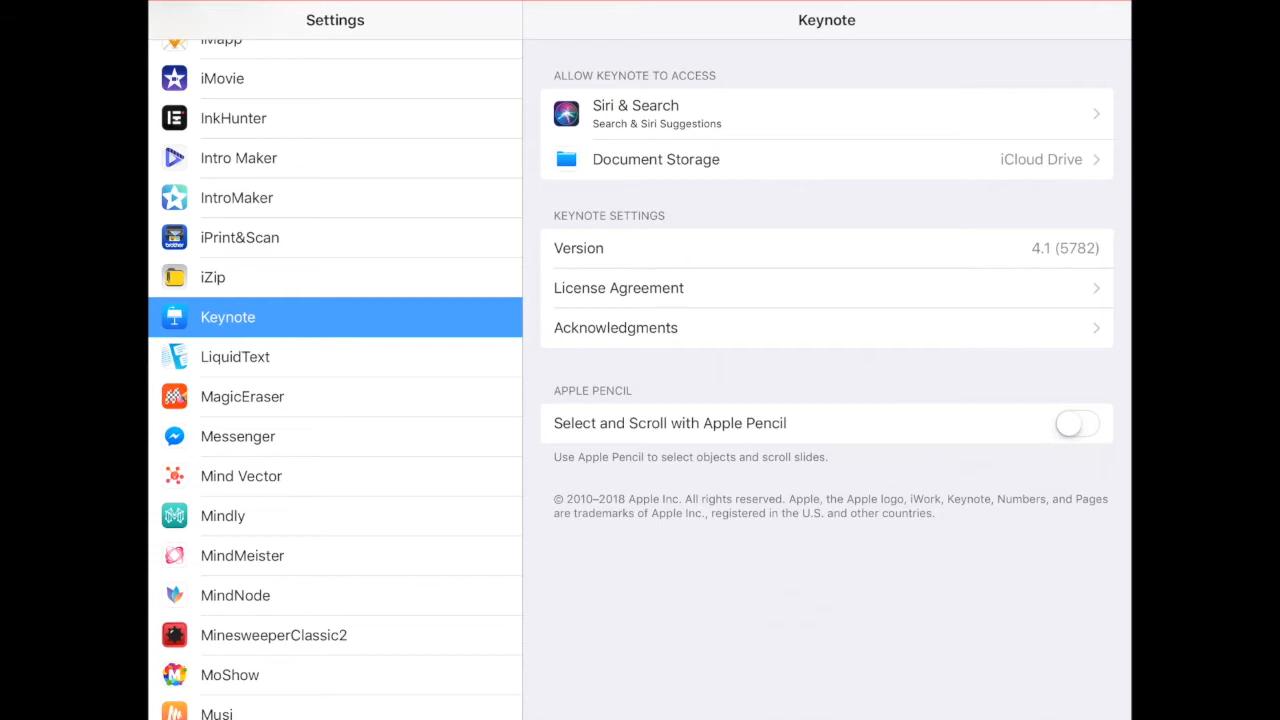 Settings
iMapp
iMovie
InkHunter
Intro Maker
IntroMaker
iPrint&Scan
brother
iZip
Keynote
LiquidText
MagicEraser
Messenger
Mind Vector
Mindly
MindMeister
MindNode
MinesweeperClassic2
MoShow
Musi
Keynote
ALLOW KEYNOTE TO ACCESS
Siri & Search
Search & Siri Suggestions
Document Storage
iCloud Drive
KEYNOTE SETTINGS
Version
4.1 (5782)
License Agreement
Acknowledgments
APPLE PENCIL
Select and Scroll with Apple Pencil
Use Apple Pencil to select objects and scroll slides.
© 2010–2018 Apple Inc. All rights reserved. Apple, the Apple logo, iWork, Keynote, Numbers, and Pages
are trademarks of Apple Inc., registered in the U.S. and other countries.